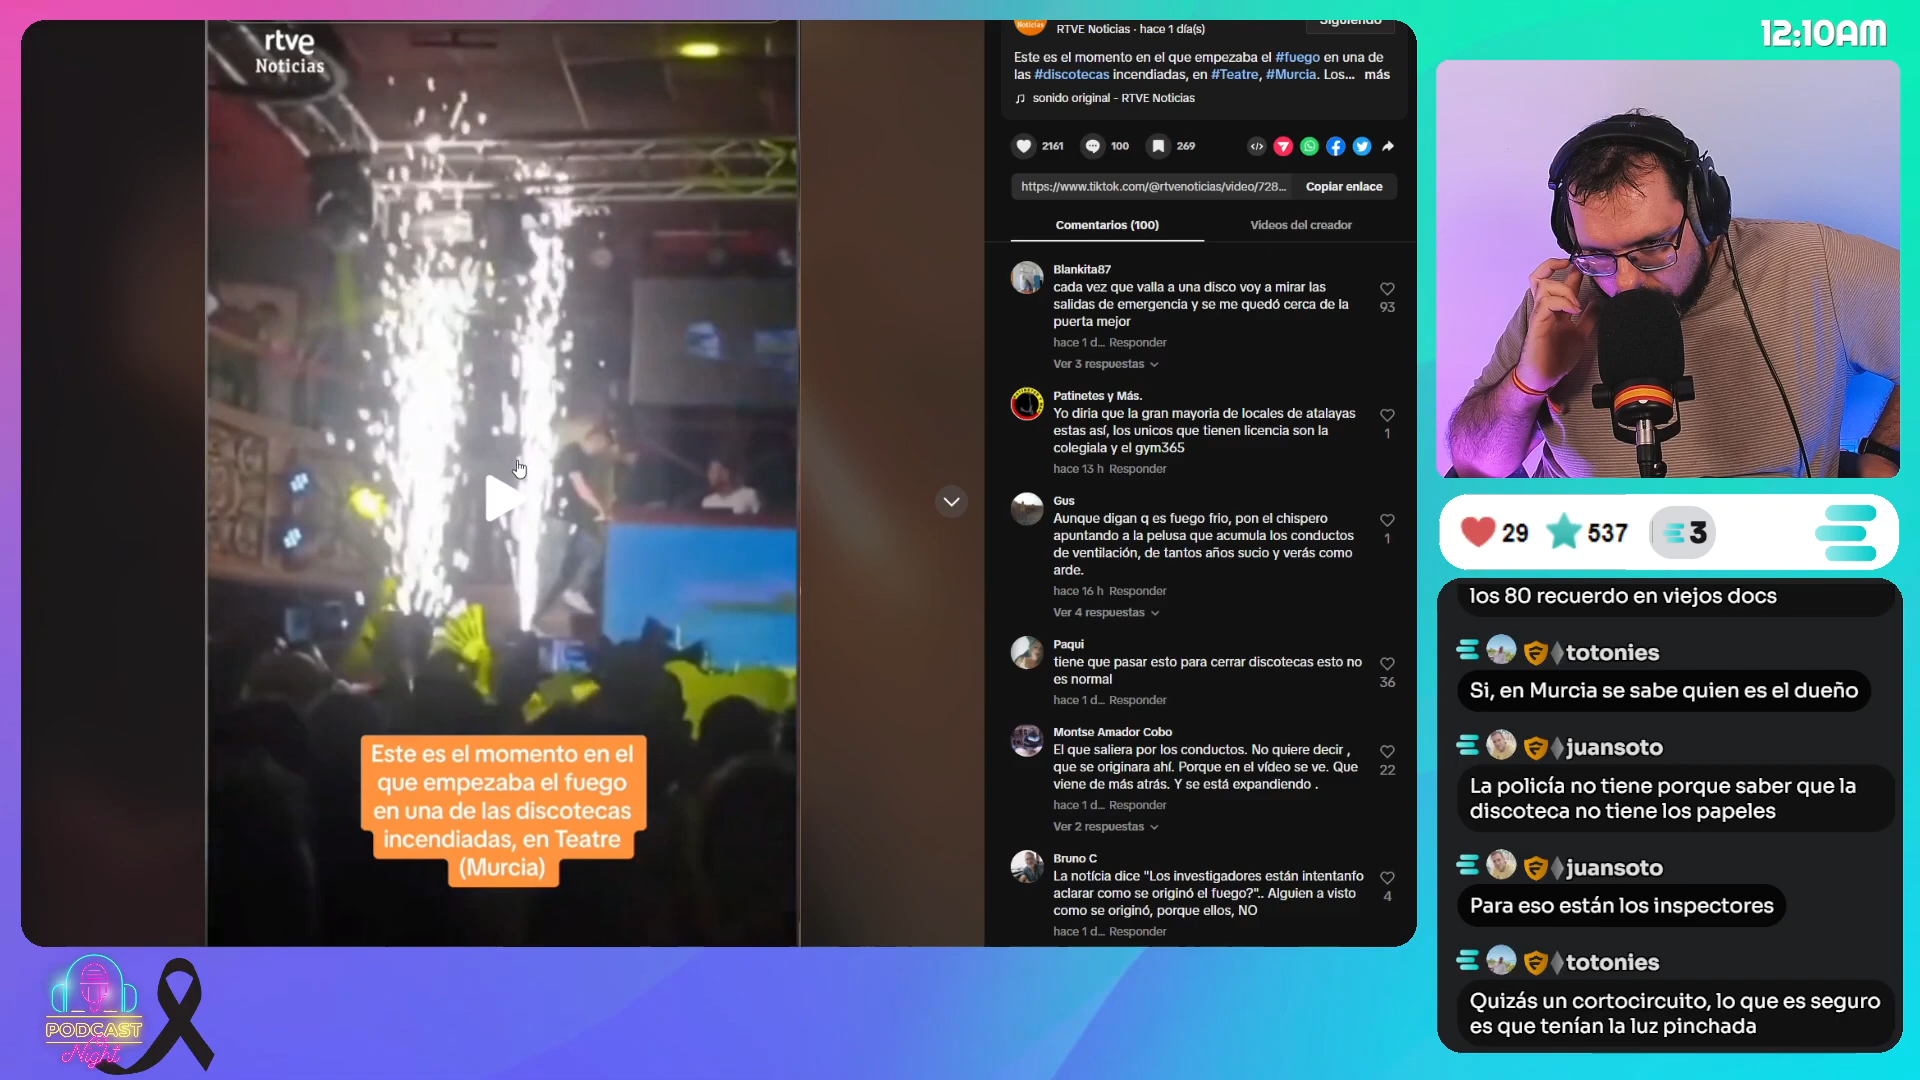 rtve
Noticias
Este es el momento en el
que empezaba el fuego
en una de las discotecas
incendiadas, en Teatre
(Murcia)
Noticias
RTVE Noticias · hace 1 día(s)
Siguiendo
Este es el momento en el que empezaba el #fuego en una de
las #discotecas incendiadas, en #Teatre, #Murcia. Los... más
sonido original - RTVE Noticias
2161
100
269
https://www.tiktok.com/@rtvenoticias/video/728...
Copiar enlace
Comentarios (100)
Videos del creador
Blankita87
cada vez que valla a una disco voy a mirar las
salidas de emergencia y se me quedó cerca de la
puerta mejor
93
hace 1 d... Responder
Ver 3 respuestas
Patinetes y Más.
Yo diria que la gran mayoria de locales de atalayas
estas así, los unicos que tienen licencia son la
colegiala y el gym365
1
hace 13 h Responder
Gus
Aunque digan q es fuego frio, pon el chispero
apuntando a la pelusa que acumula los conductos
de ventilación, de tantos años sucio y verás como
arde.
1
hace 16 h Responder
Ver 4 respuestas
Paqui
tiene que pasar esto para cerrar discotecas esto no
es normal
36
hace 1 d... Responder
Montse Amador Cobo
El que saliera por los conductos. No quiere decir ,
que se originara ahí. Porque en el vídeo se ve. Que
viene de más atrás. Y se está expandiendo .
22
hace 1 d... Responder
Ver 2 respuestas
Bruno C
La notícia dice "Los investigadores están intentanfo
aclarar como se originó el fuego?".. Alguien a visto
como se originó, porque ellos, NO
4
hace 1 d... Responder
12:10AM
29
537
3
los 80 recuerdo en viejos docs
totonies
Si, en Murcia se sabe quien es el dueño
juansoto
La policía no tiene porque saber que la
discoteca no tiene los papeles
juansoto
Para eso están los inspectores
totonies
Quizás un cortocircuito, lo que es seguro
es que tenían la luz pinchada
PODCAST
Night